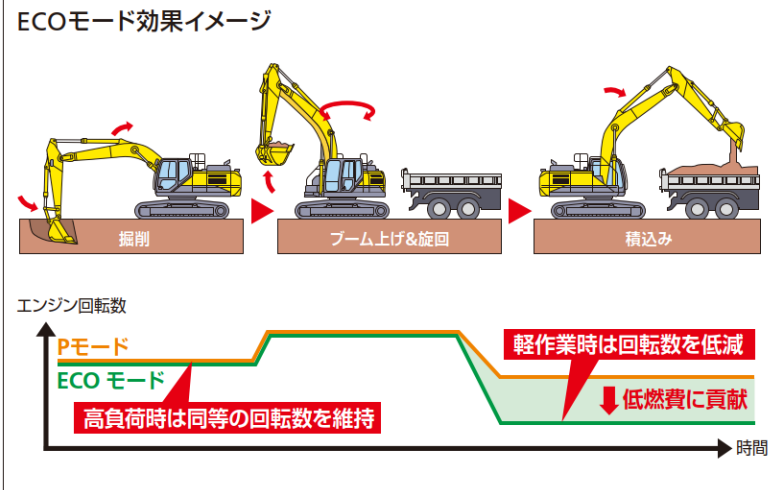 ECOモード効果イメージ
掘削
ブーム上げ&旋回
積込み
エンジン回転数
Pモード
ECO モード
高負荷時は同等の回転数を維持
軽作業時は回転数を低減
低燃費に貢献
時間